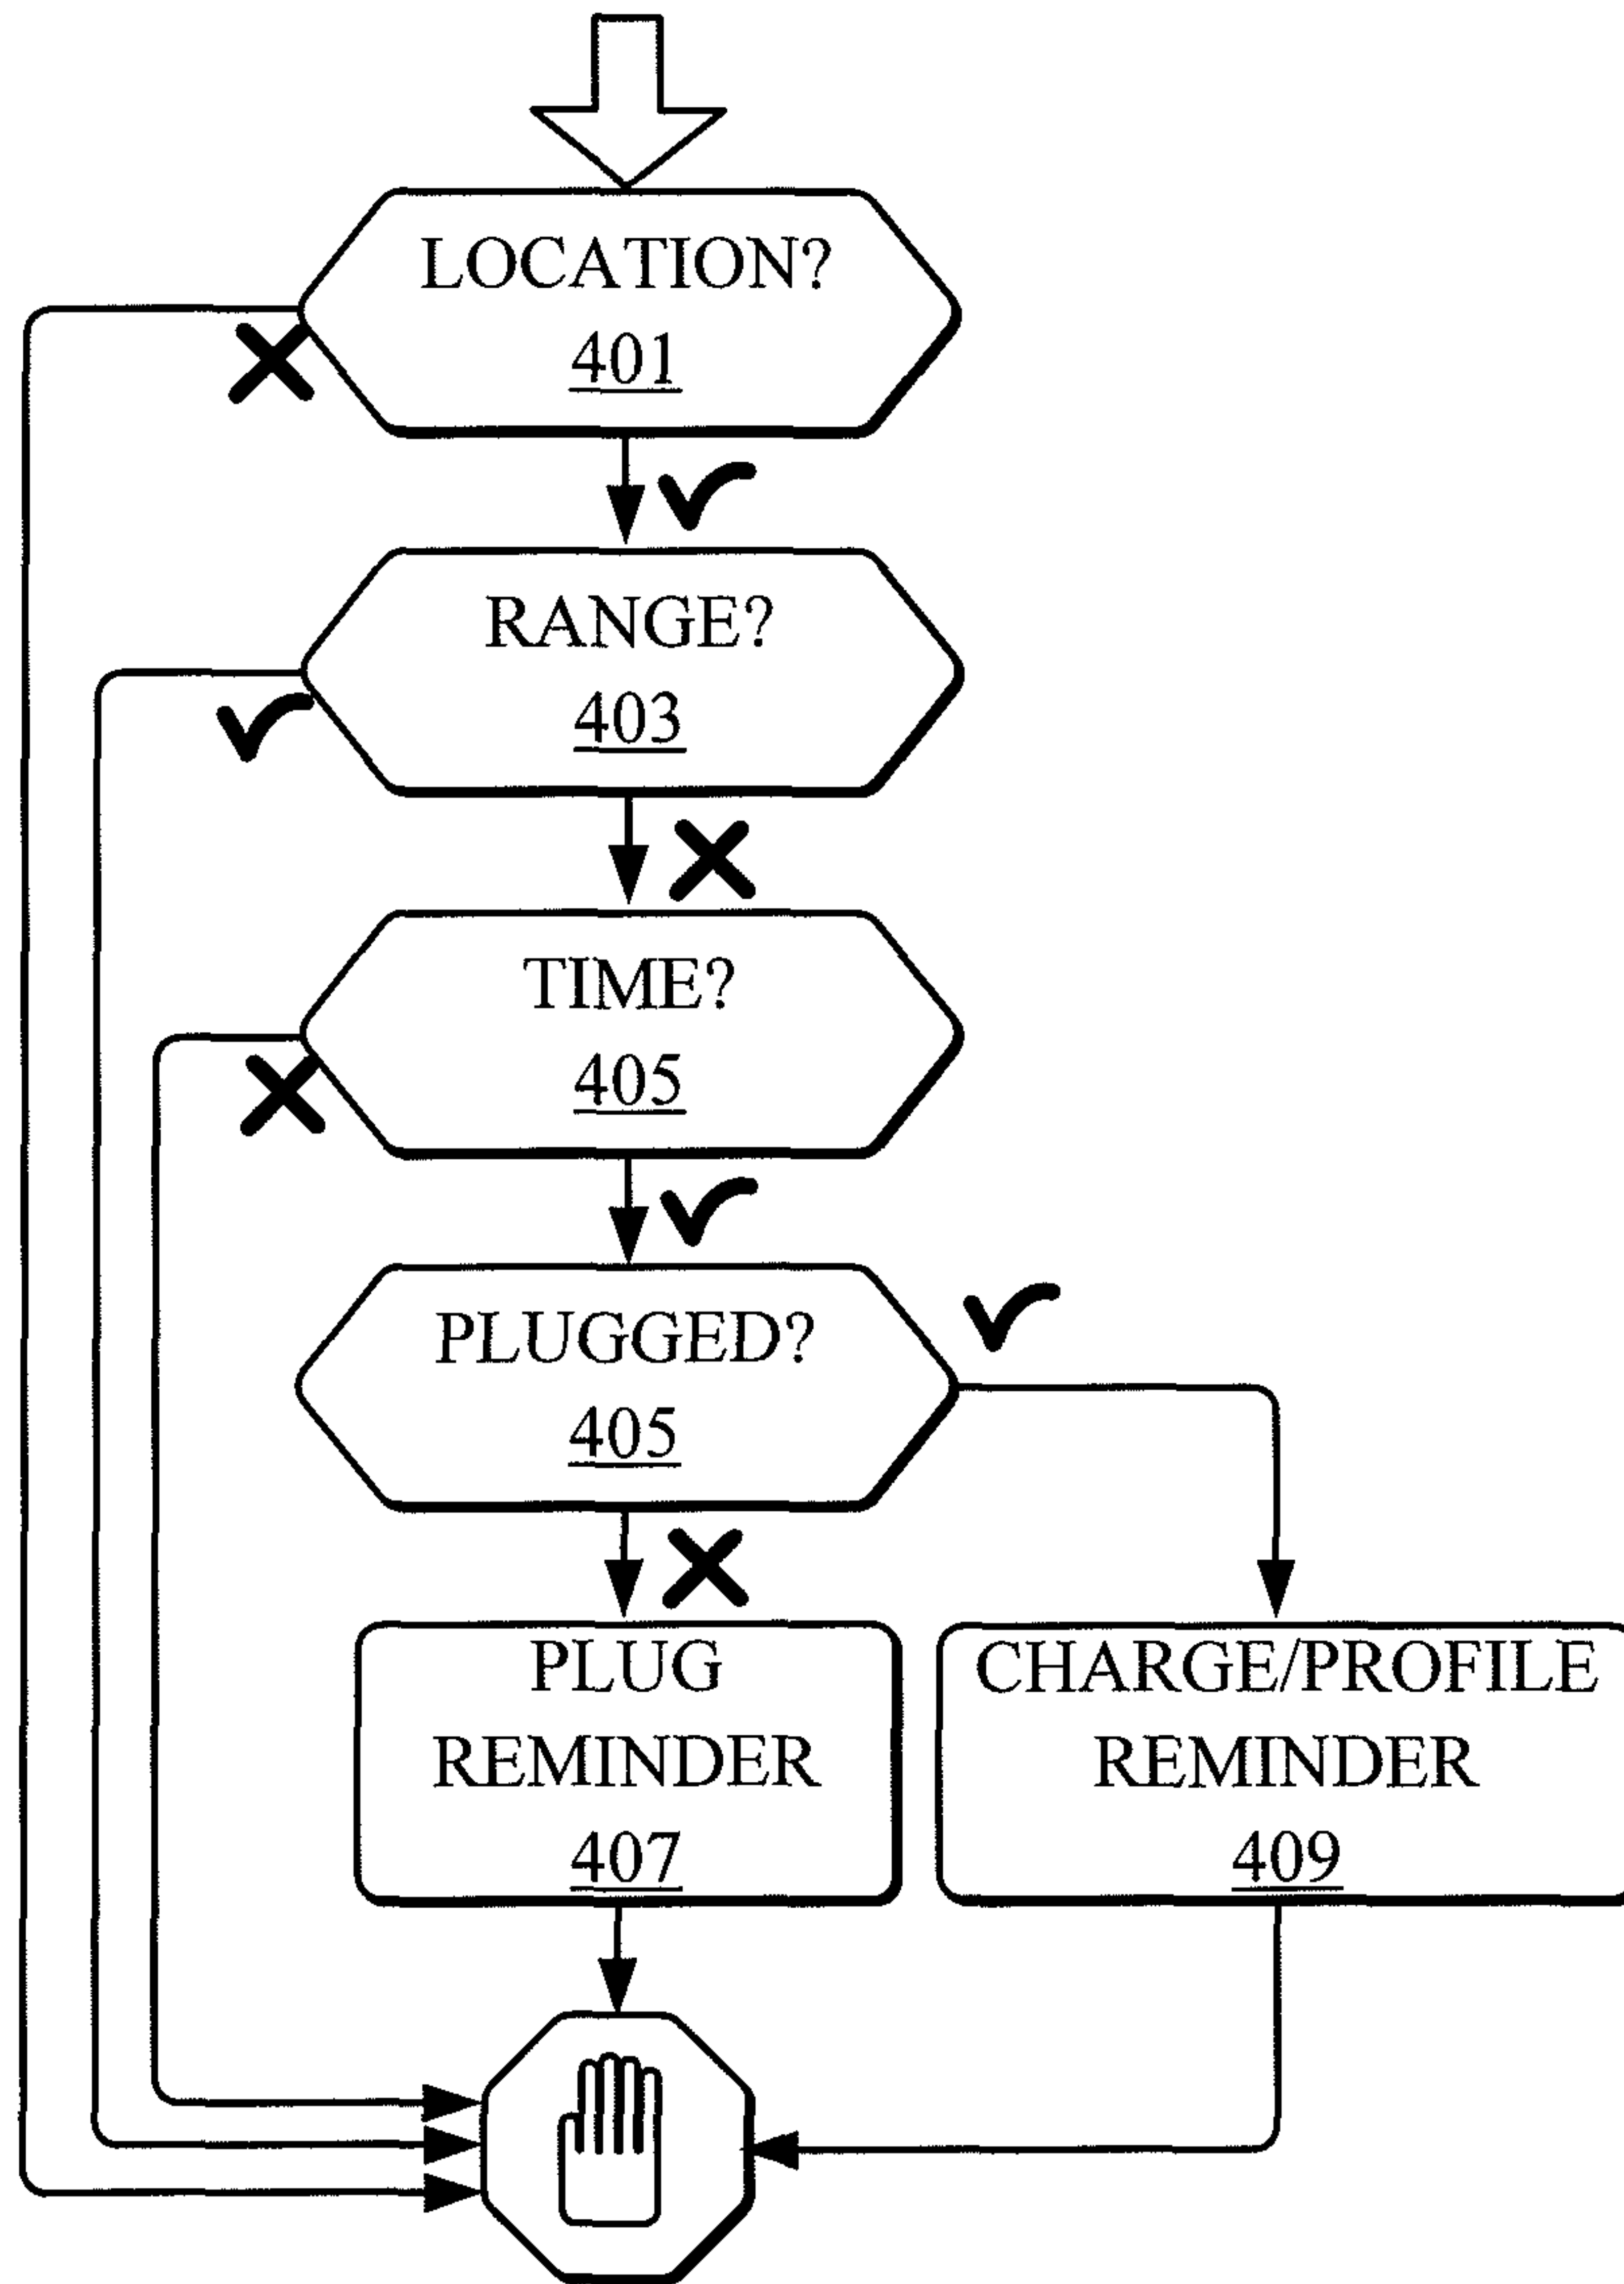 LOCATION?
401
RANGE?
403
TIME?
405
PLUGGED?
405
PLUG
REMINDER
407
CHARGE/PROFILE
REMINDER
409